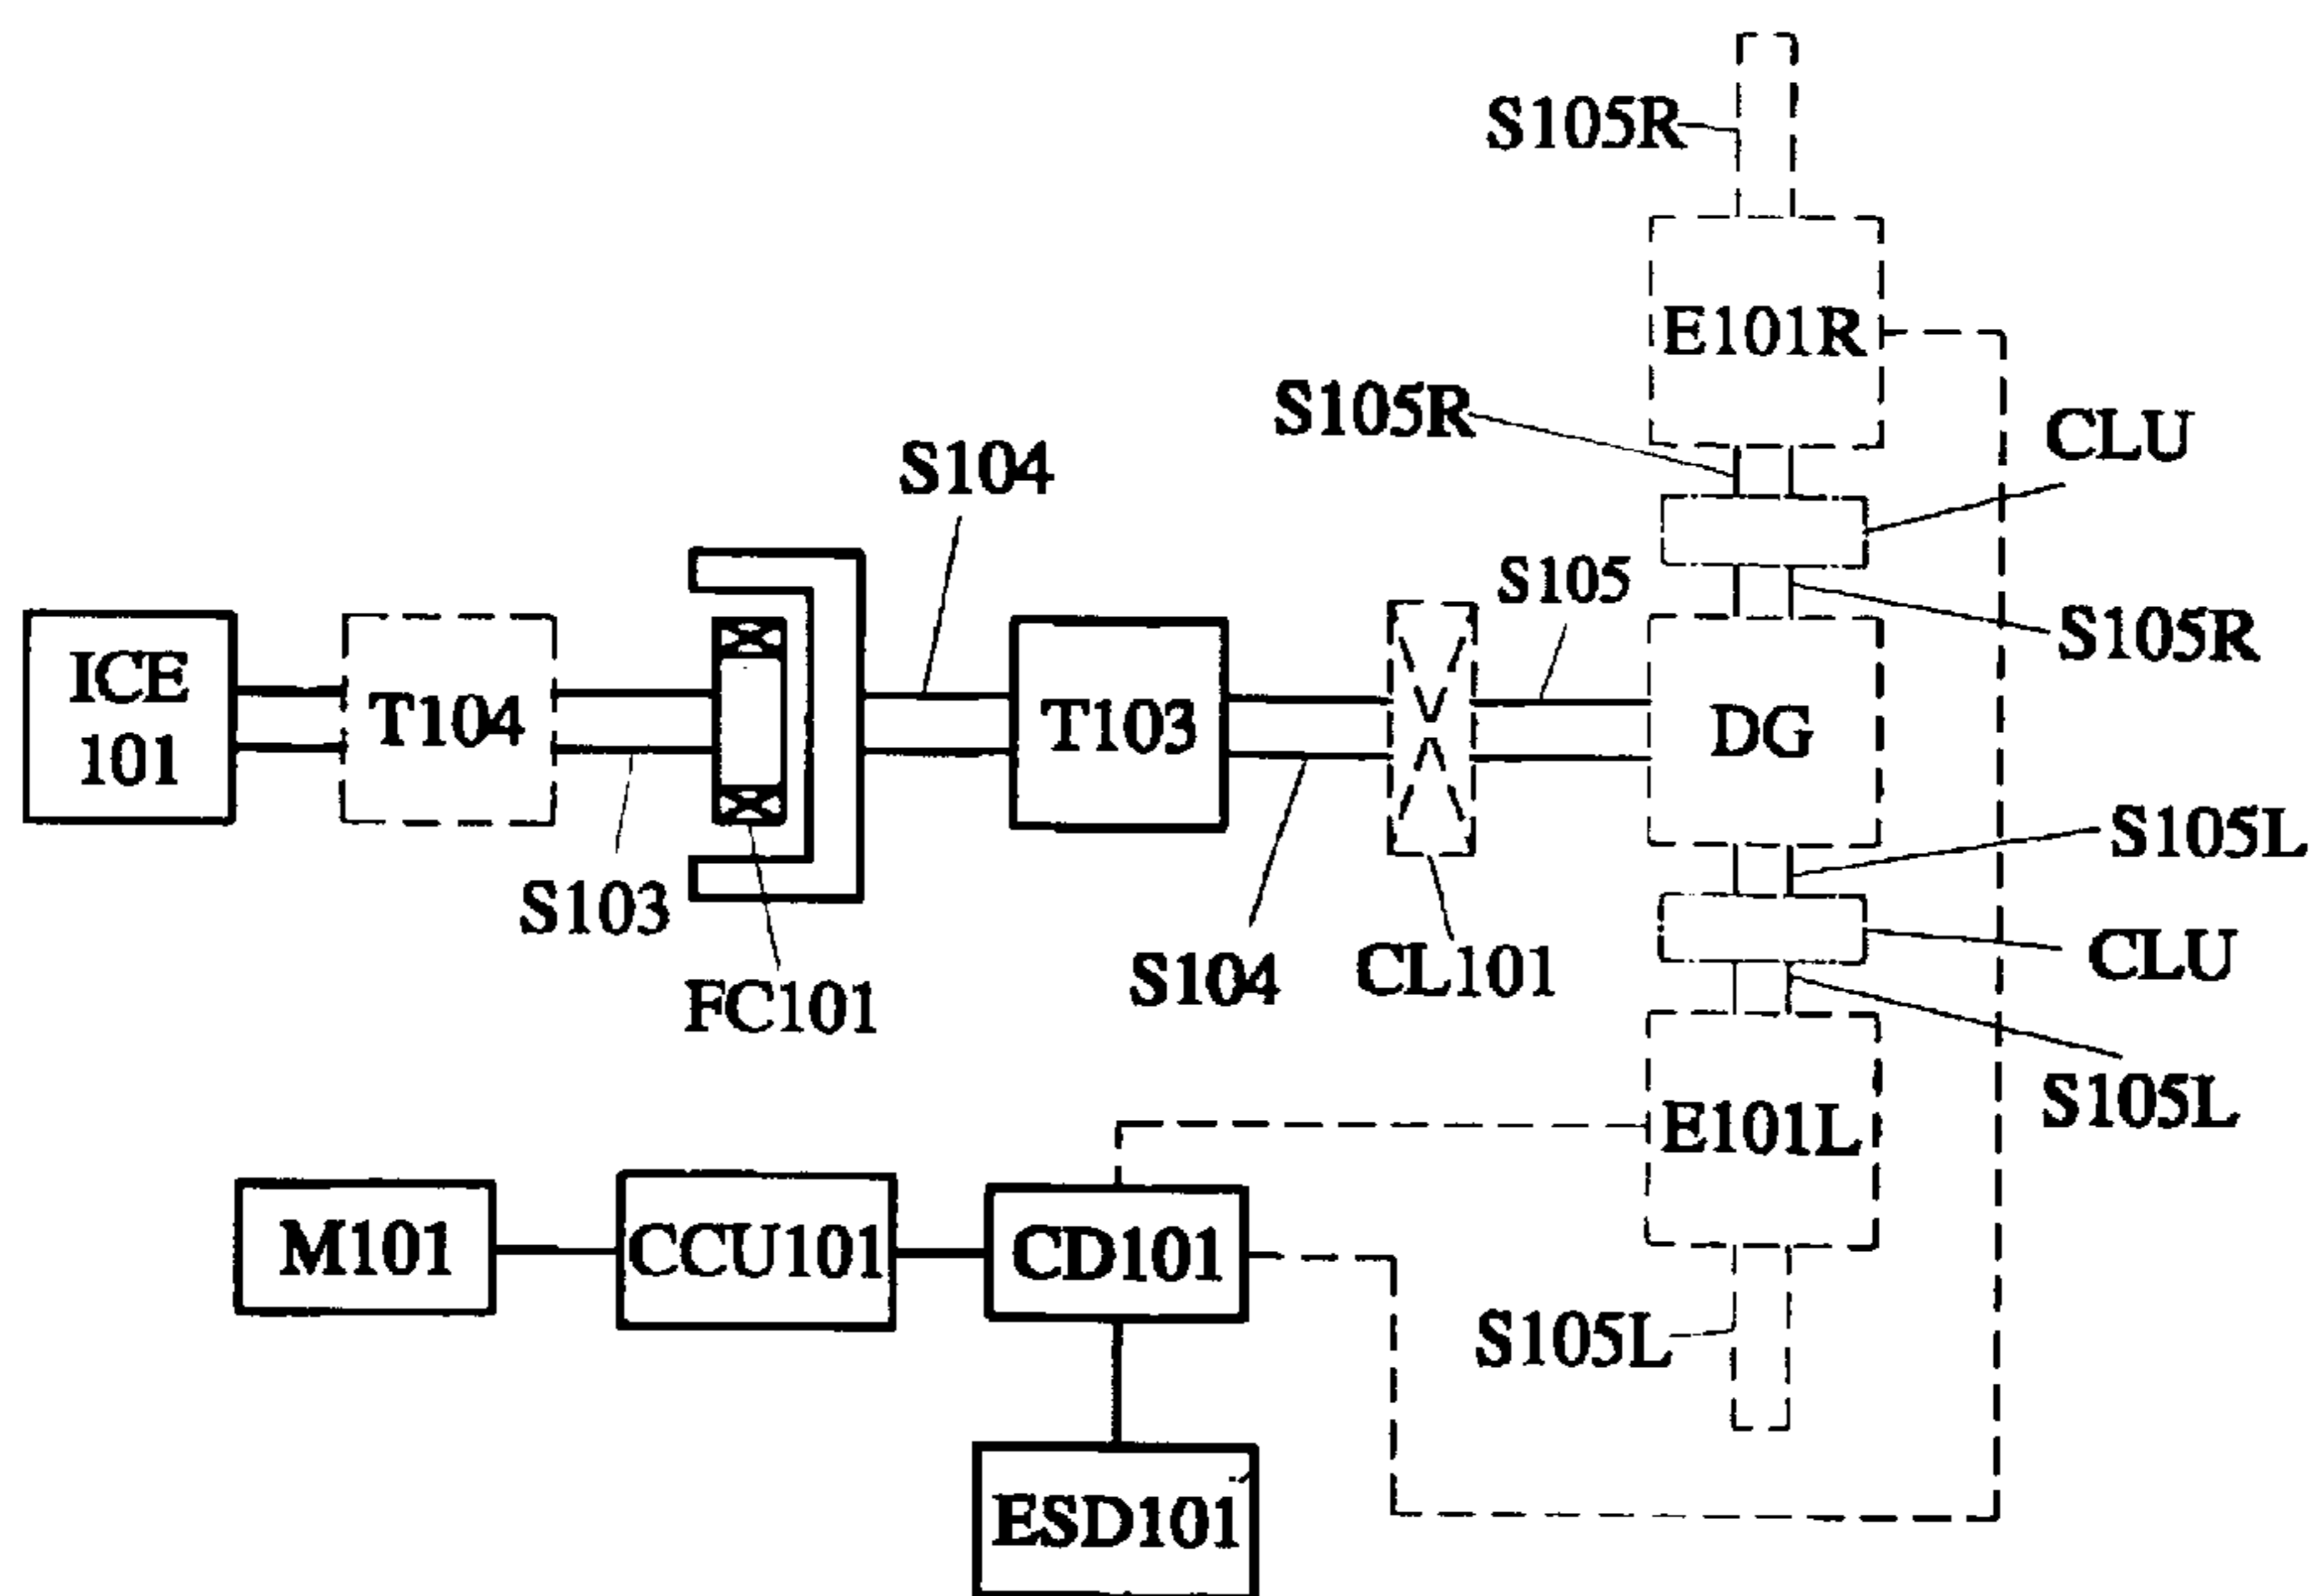 S105R
E101R
S105R
CLU
S104
S105
S105R
ICE
101
T104
T103
DG
S105L
S103
FC101
S104
CL101
CLU
S105L
E101L
M101
CCU101
CD101
S105L
ESD101